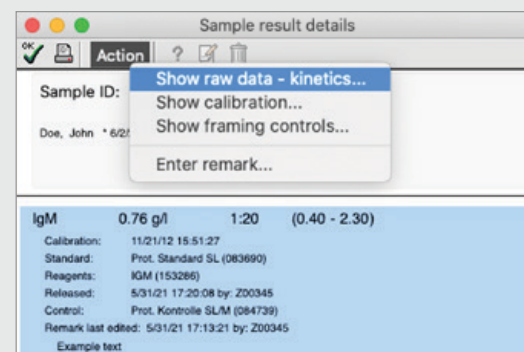 Sample result details
OK Action ?
Show raw data - kinetics...
Sample ID:
Show calibration...
Show framing controls...
Doe, John * 6/2/
Enter remark...
IgM 0.76 g/l 1:20 (0.40 - 2.30)
Calibration: 11/21/12 15:51:27
Standard: Prot. Standard SL (083690)
Reagents: IGM (153286)
Released: 5/31/21 17:20:08 by: Z00345
Control: Prot. Kontrolle SL/M (084739)
Remark last edited: 5/31/21 17:13:21 by: Z00345
Example text